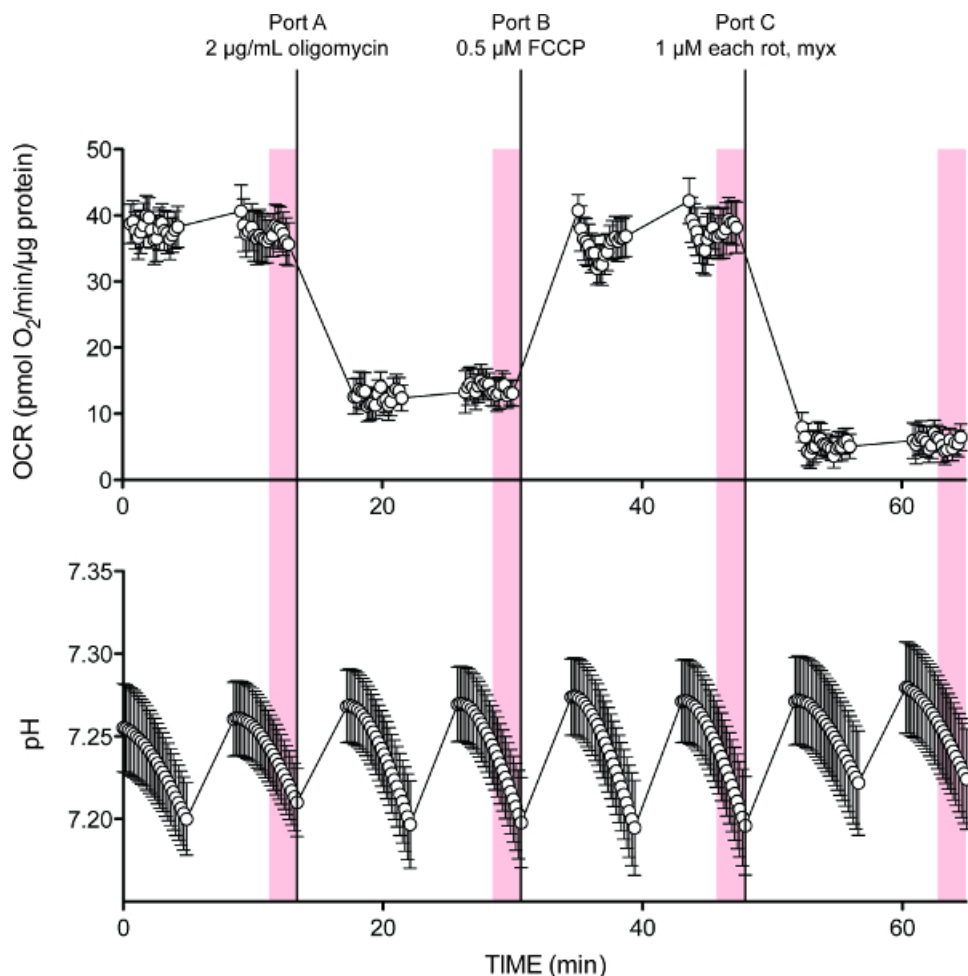 Port A
2 µg/mL oligomycin
Port B
0.5 µM FCCP
Port C
1 µM each rot, myx
OCR (pmol O₂/min/µg protein)
50
40
30
20
10
0
0
20
40
60
pH
7.35
7.30
7.25
7.20
0
20
40
60
TIME (min)